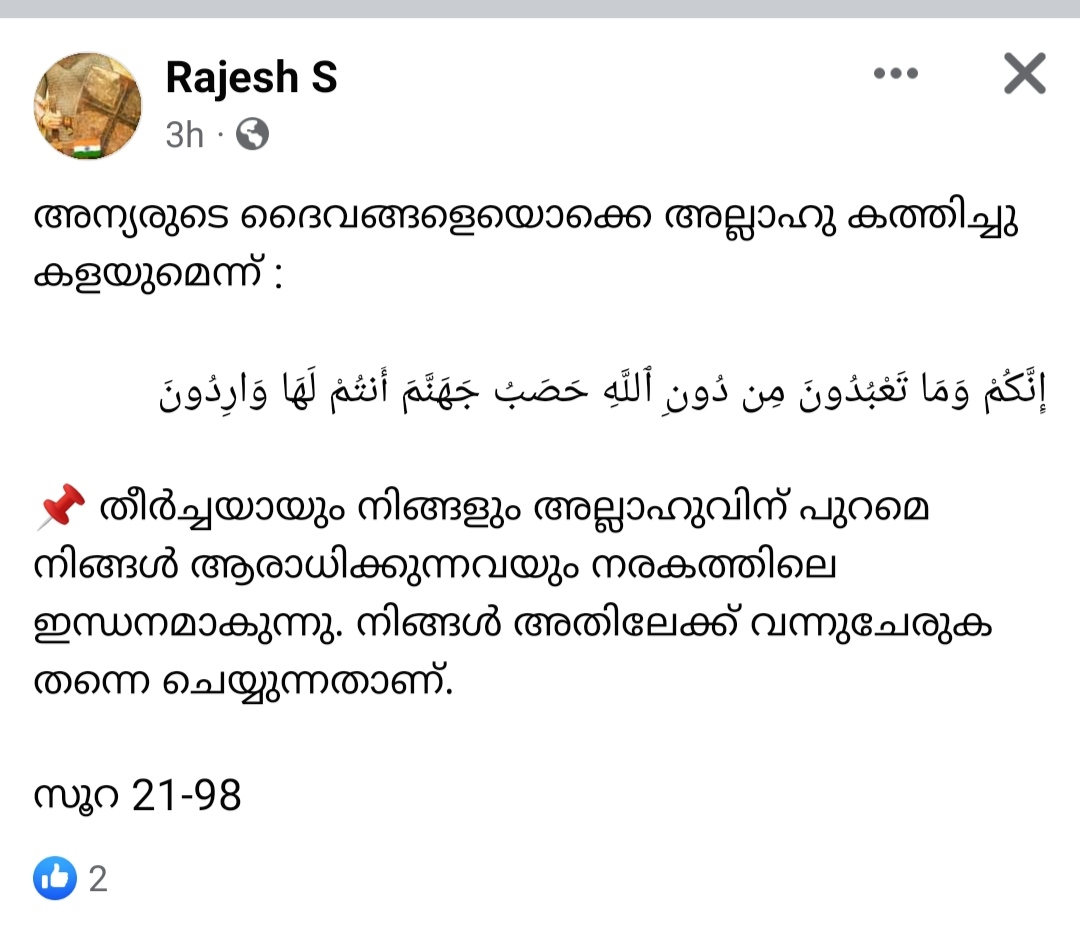 Rajesh S
3h ·
അന്യരുടെ ദൈവങ്ങളെയൊക്കെ അല്ലാഹു കത്തിച്ചു
കളയുമെന്ന് :
إِنَّكُمْ وَمَا تَعْبُدُونَ مِن دُونِ ٱللَّهِ حَصَبُ جَهَنَّمَ أَنتُمْ لَهَا وَارِدُونَ
📌 തീർച്ചയായും നിങ്ങളും അല്ലാഹുവിന് പുറമെ
നിങ്ങൾ ആരാധിക്കുന്നവയും നരകത്തിലെ
ഇന്ധനമാകുന്നു. നിങ്ങൾ അതിലേക്ക് വന്നുചേരുക
തന്നെ ചെയ്യുന്നതാണ്.
സൂറ 21-98
2